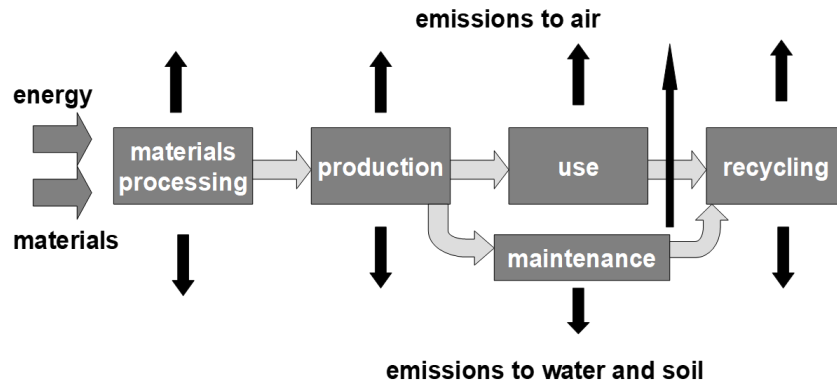 emissions to air
energy
materials
processing
production
use
recycling
materials
maintenance
emissions to water and soil